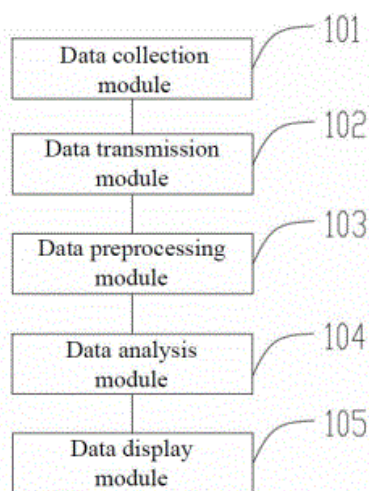 101
Data collection
module
102
Data transmission
module
103
Data preprocessing
module
104
Data analysis
module
105
Data display
module